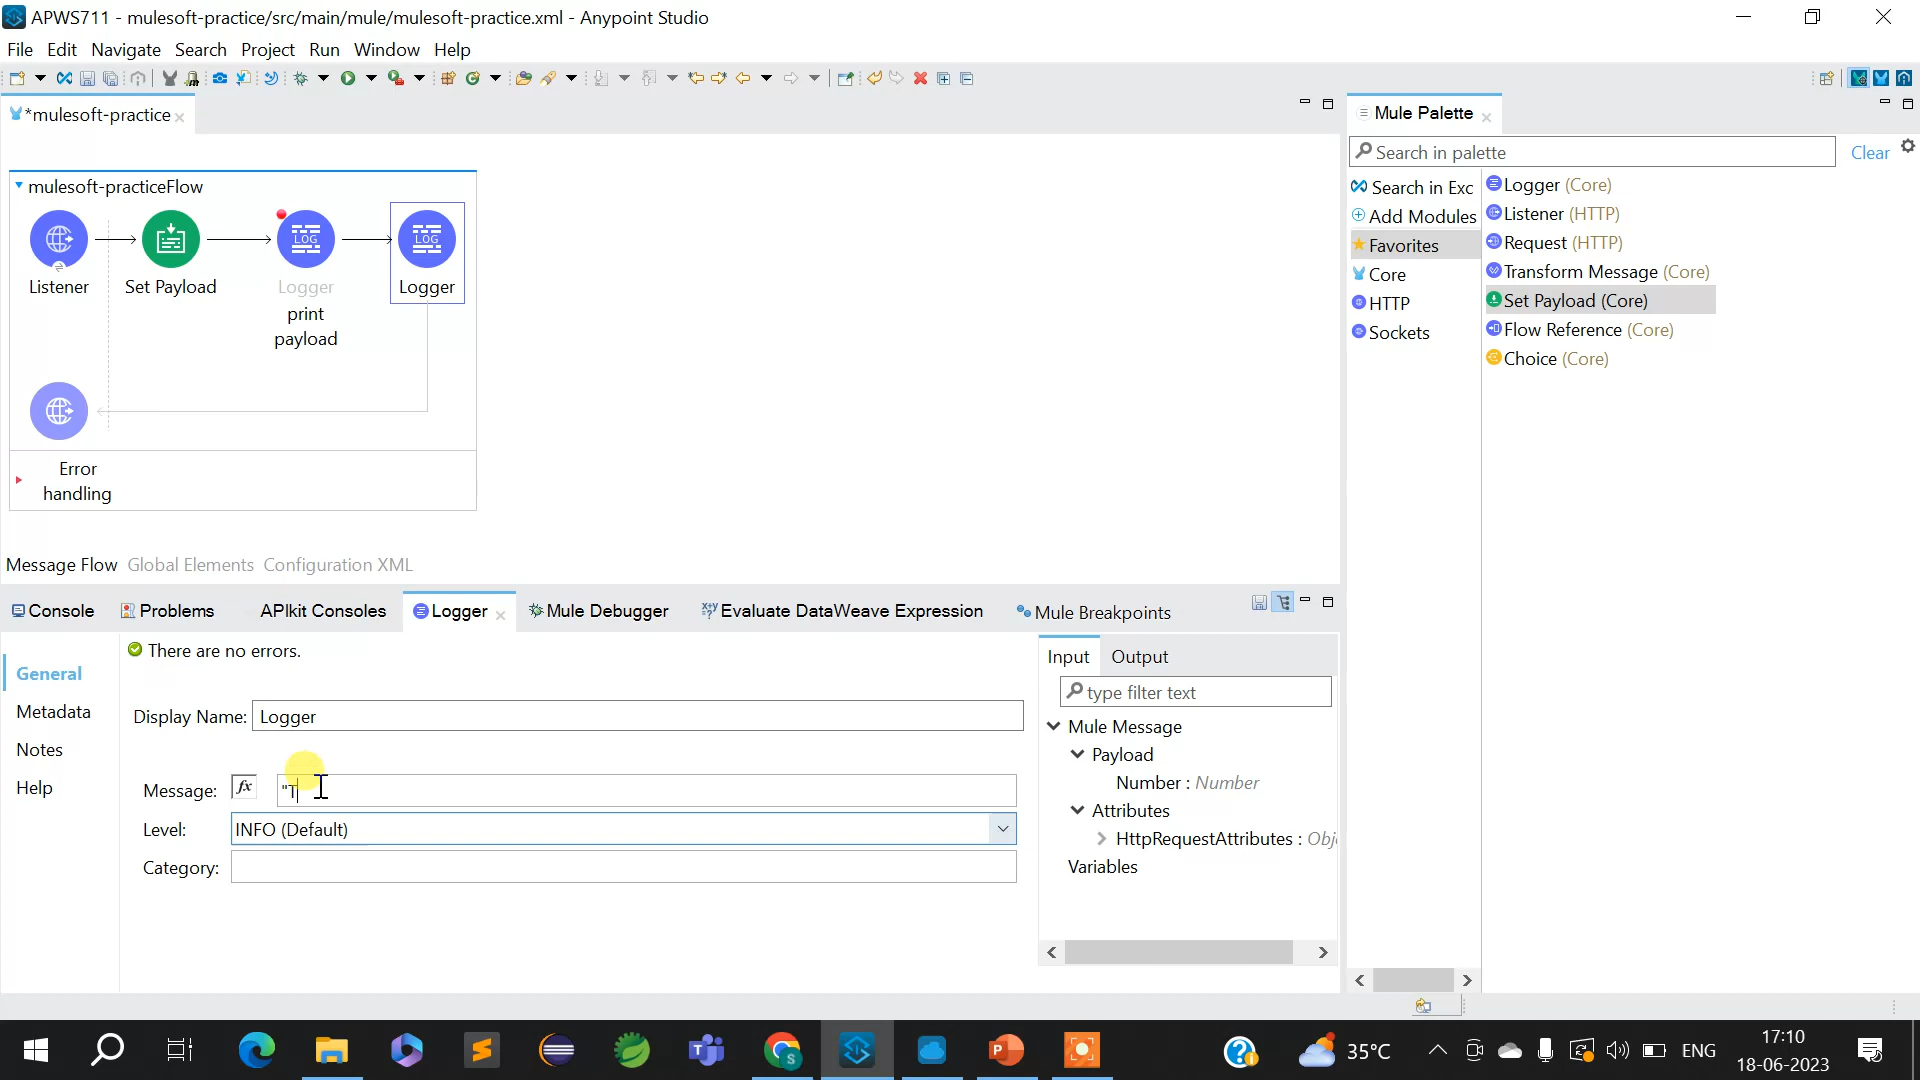 APWS711 - mulesoft-practice/src/main/mule/mulesoft-practice.xml - Anypoint Studio
File Edit Navigate Search Project Run Window Help
*mulesoft-practice
mulesoft-practiceFlow
LOG LOG
Listener Set Payload Logger Logger
print
payload
Error
handling
Message Flow Global Elements Configuration XML
Mule Palette
Search in palette Clear
Search in Exc
Add Modules
Favorites
Core
HTTP
Sockets
Logger (Core)
Listener (HTTP)
Request (HTTP)
Transform Message (Core)
Set Payload (Core)
Flow Reference (Core)
Choice (Core)
Console Problems APIkit Consoles Logger Mule Debugger Evaluate DataWeave Expression Mule Breakpoints
General
Metadata
Notes
Help
There are no errors.
Display Name: Logger
Message: fx "T
Level: INFO (Default)
Category:
Input Output
type filter text
Mule Message
Payload
Number : Number
Attributes
HttpRequestAttributes : Obj
Variables
35°C ENG
17:10
18-06-2023